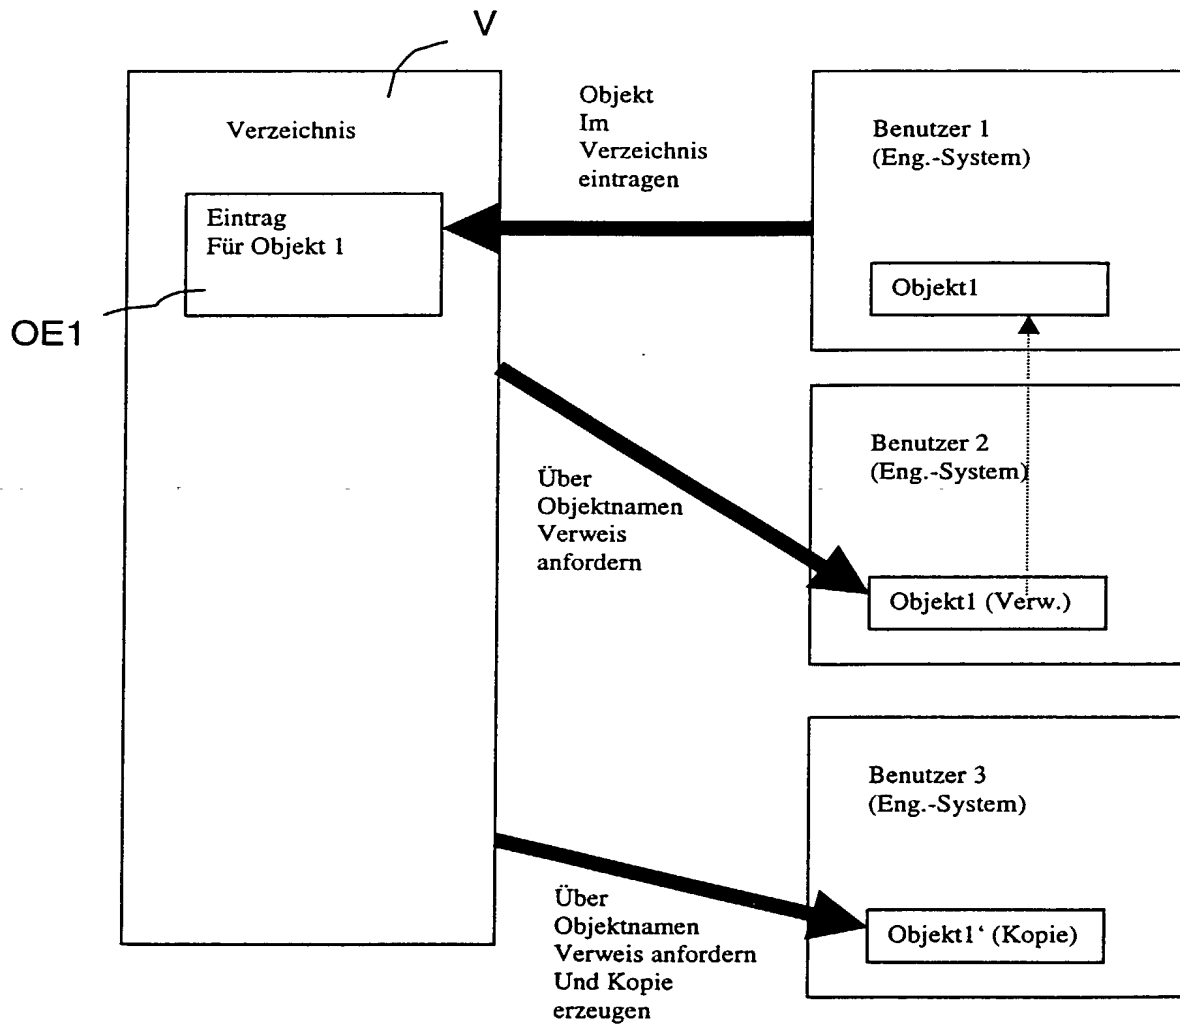 V
Verzeichnis
Eintrag
Für Objekt 1
OE1
Objekt
Im
Verzeichnis
eintragen
Benutzer 1
(Eng.-System)
Objekt1
Über
Objektnamen
Verweis
anfordern
Benutzer 2
(Eng.-System)
Objekt1 (Verw.)
Über
Objektnamen
Verweis anfordern
Und Kopie
erzeugen
Benutzer 3
(Eng.-System)
Objekt1‘ (Kopie)